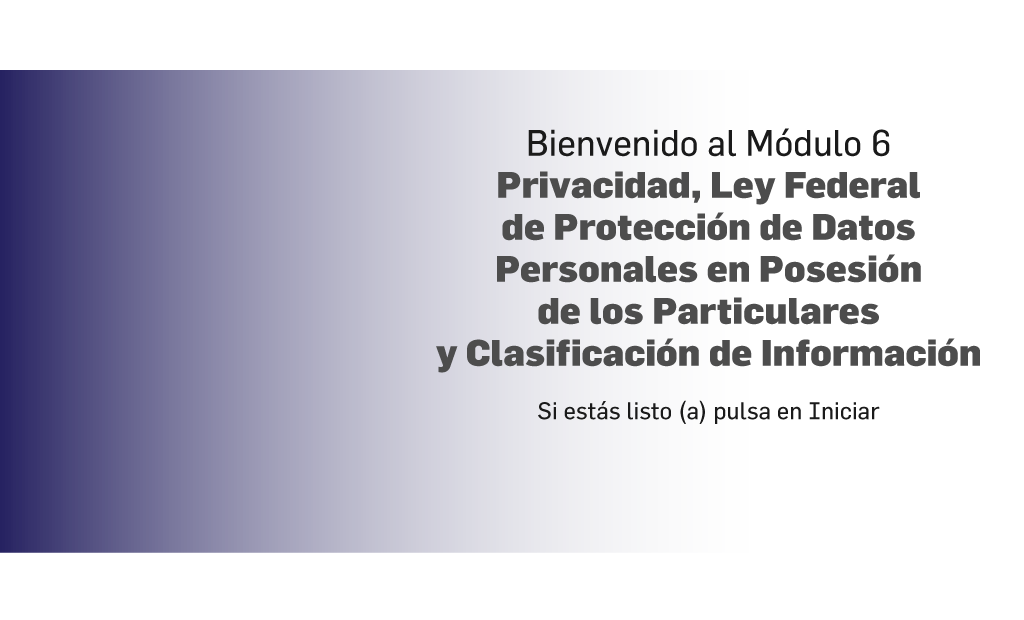 Bienvenido al Módulo 6
Privacidad, Ley Federal
de Protección de Datos
Personales en Posesión
de los Particulares
y Clasificación de Información
Si estás listo (a) pulsa en Iniciar